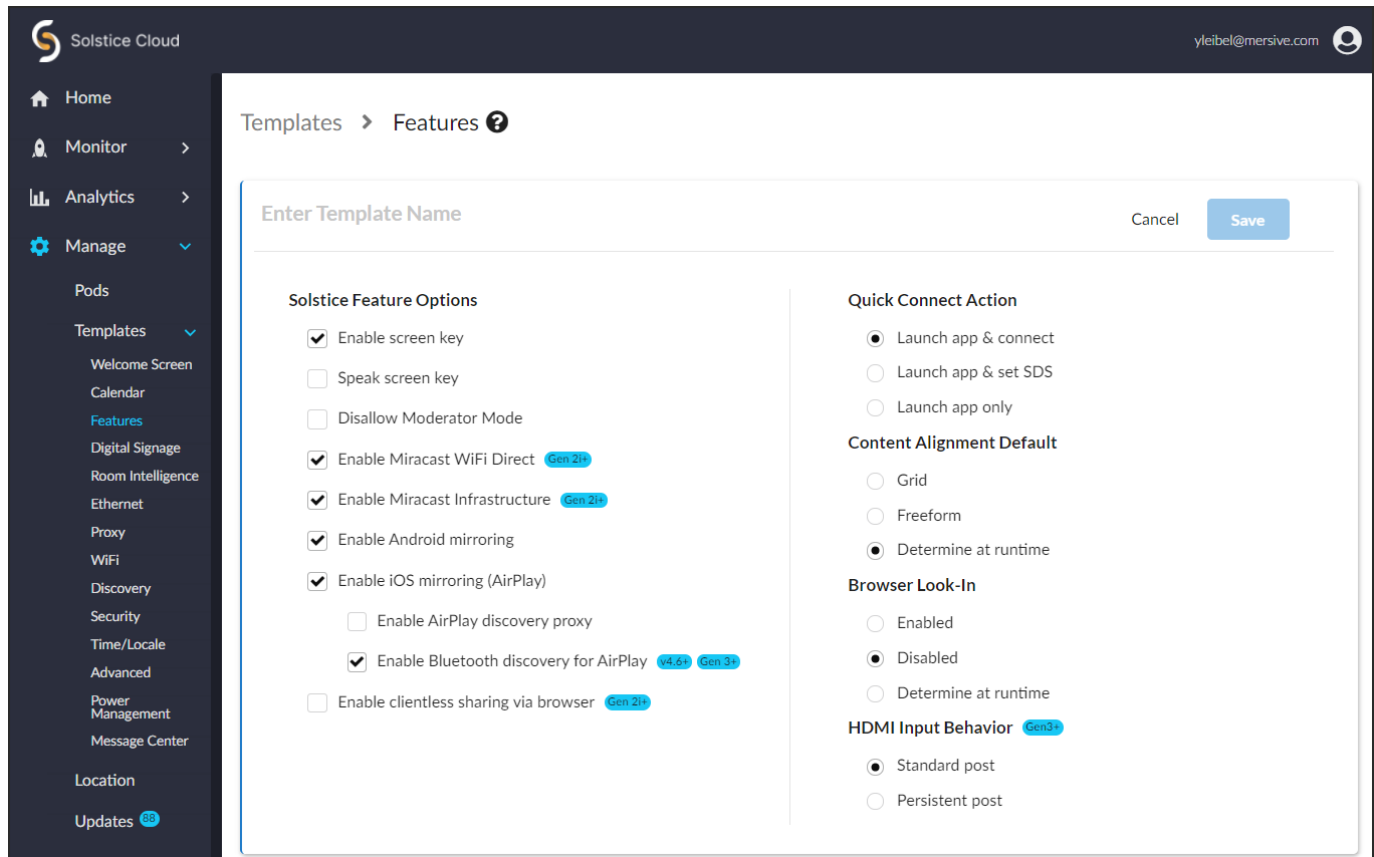 Solstice Cloud
yleibel@mersive.com
Home
Monitor
Analytics
Manage
Pods
Templates
Welcome Screen
Calendar
Features
Digital Signage
Room Intelligence
Ethernet
Proxy
WiFi
Discovery
Security
Time/Locale
Advanced
Power
Management
Message Center
Location
Updates 88
Templates > Features ?
Enter Template Name
Cancel
Save
Solstice Feature Options
Enable screen key
Speak screen key
Disallow Moderator Mode
Enable Miracast WiFi Direct Gen 2i+
Enable Miracast Infrastructure Gen 2i+
Enable Android mirroring
Enable iOS mirroring (AirPlay)
Enable AirPlay discovery proxy
Enable Bluetooth discovery for AirPlay v4.6+ Gen 3+
Enable clientless sharing via browser Gen 2i+
Quick Connect Action
Launch app & connect
Launch app & set SDS
Launch app only
Content Alignment Default
Grid
Freeform
Determine at runtime
Browser Look-In
Enabled
Disabled
Determine at runtime
HDMI Input Behavior Gen3+
Standard post
Persistent post